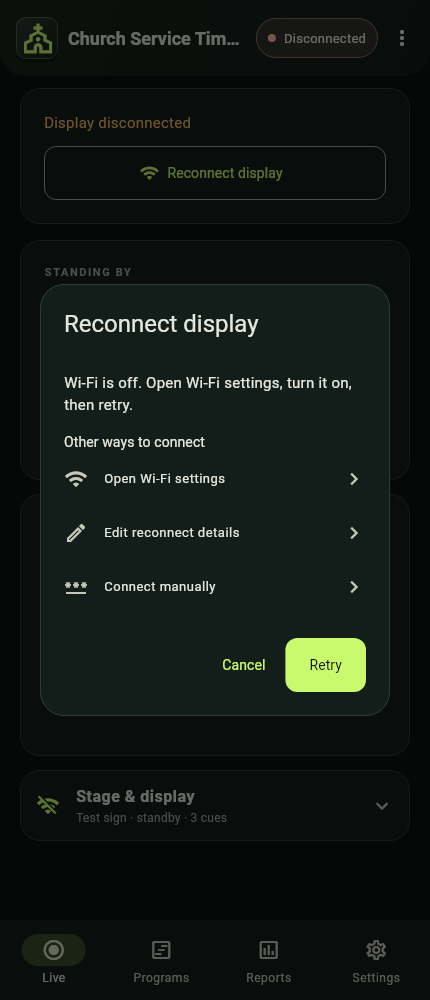 Church Service Tim...
Disconnected
Display disconnected
Reconnect display
STANDING BY
Reconnect display
Wi-Fi is off. Open Wi-Fi settings, turn it on,
then retry.
Other ways to connect
Open Wi-Fi settings
Edit reconnect details
Connect manually
Cancel
Retry
Stage & display
Test sign · standby · 3 cues
Live
Programs
Reports
Settings